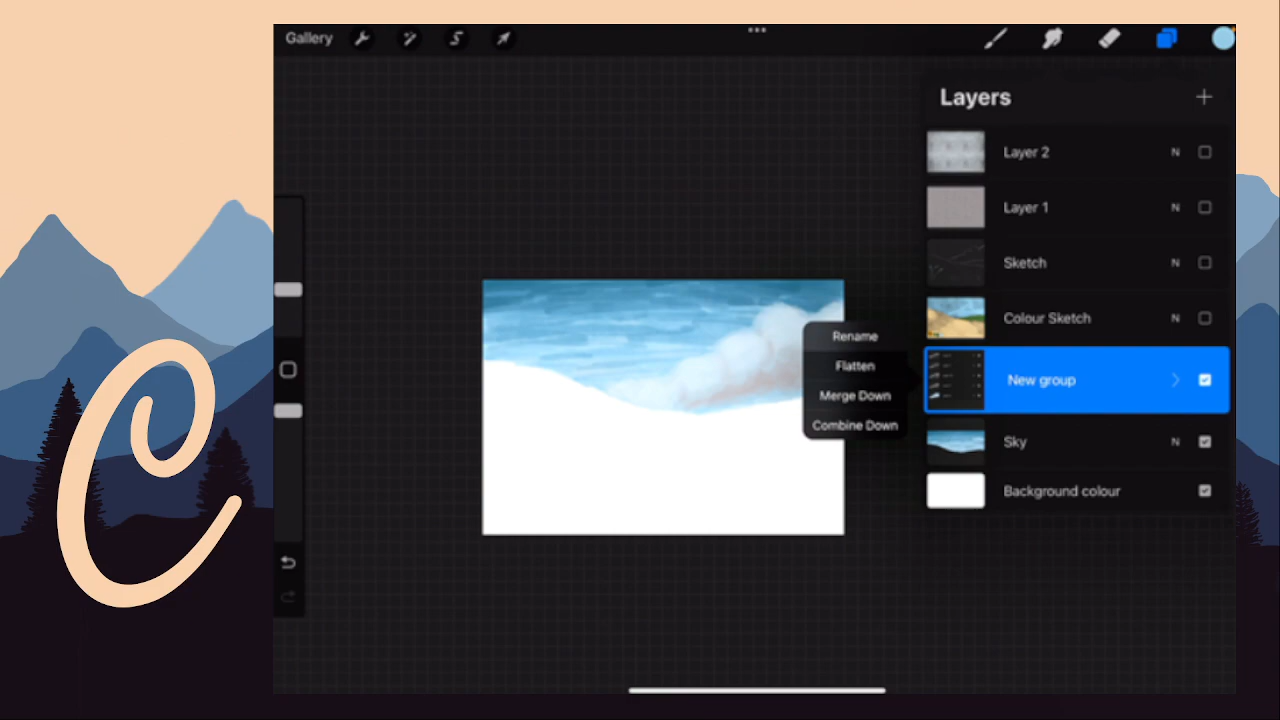 Gallery
Layers
Layer 2 N
Layer 1 N
Sketch N
Colour Sketch N
Rename
Flatten
Merge Down
Combine Down
New group
Sky N
Background colour
C